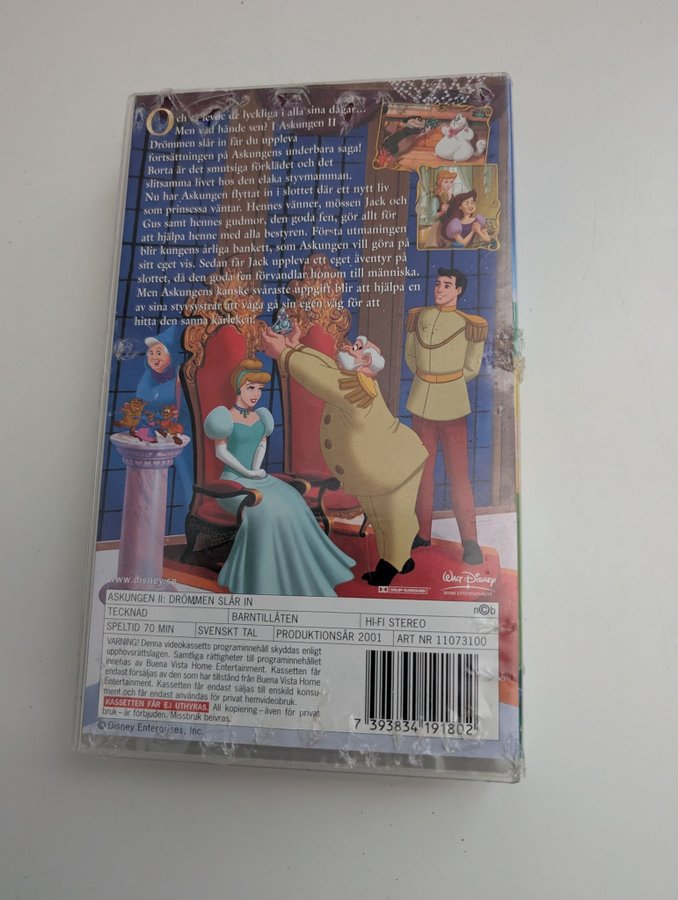 Och så levde de lyckliga i alla sina dagar...
Men vad hände sen? I Askungen II
Drömmen slår in får du uppleva
fortsättningen på Askungens underbara saga!
Borta är det smutsiga förklädet och det
slitsamma livet hos den elaka styvmamman.
Nu har Askungen flyttat in i slottet där ett nytt liv
som prinsessa väntar. Hennes vänner, mössen Jack och
Gus samt hennes gudmor, den goda fen, gör allt för
att hjälpa henne med alla bestyren. Första utmaningen
blir kungens årliga bankett, som Askungen vill göra på
sitt eget vis. Sedan får Jack uppleva ett eget äventyr på
slottet, då den goda fen förvandlar honom till människa.
Men Askungens kanske svåraste uppgift blir att hjälpa en
av sina styvsystrar att våga gå sin egen väg för att
hitta den sanna kärleken.
www.disney.se
DOLBY SURROUND
Walt Disney
HOME ENTERTAINMENT
ASKUNGEN II: DRÖMMEN SLÅR IN
n©b
TECKNAD BARNTILLÅTEN HI-FI STEREO
SPELTID 70 MIN SVENSKT TAL PRODUKTIONSÅR 2001 ART NR 11073100
VARNING! Denna videokassetts programinnehåll skyddas enligt
upphovsrättslagen. Samtliga rättigheter till programinnehållet
innehas av Buena Vista Home Entertainment. Kassetten får
endast försäljas av den som har tillstånd från Buena Vista Home
Entertainment. Kassetten får endast säljas till enskild konsu-
ment och får endast användas för privat hemvideobruk.
KASSETTEN FÅR EJ UTHYRAS. All kopiering – även för privat
bruk – är förbjuden. Missbruk beivras.
© Disney Enterprises, Inc.
7 393834 191802